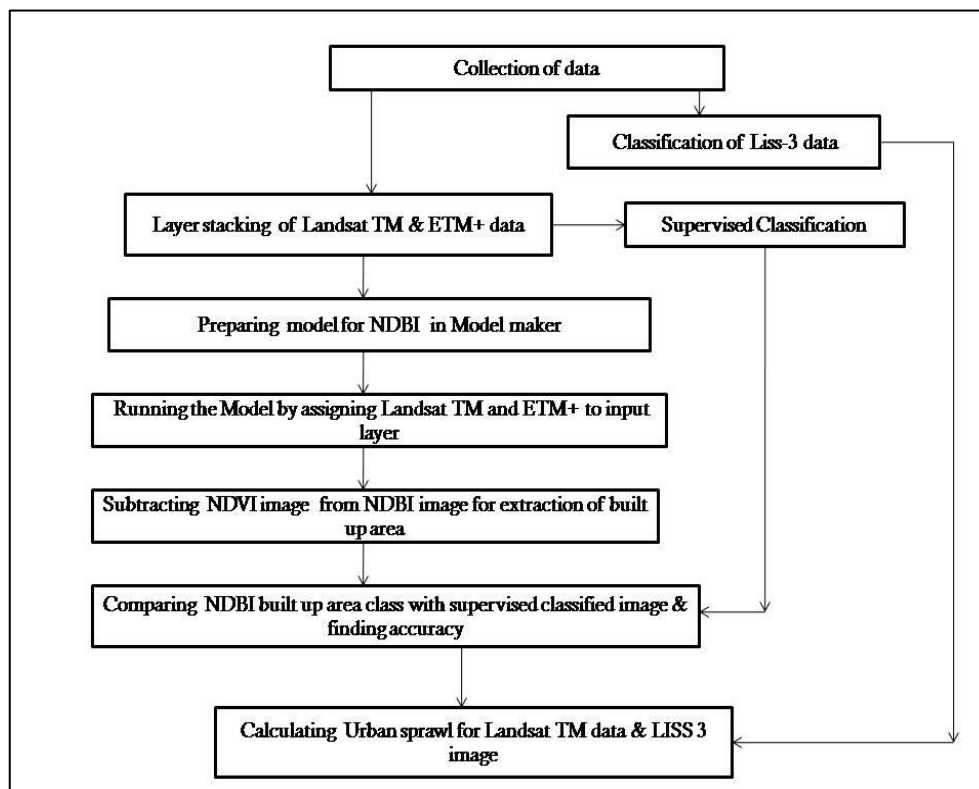 Collection of data
Classification of Liss-3 data
Layer stacking of Landsat TM & ETM+ data
Supervised Classification
Preparing model for NDBI in Model maker
Running the Model by assigning Landsat TM and ETM+ to input
layer
Subtracting NDVI image from NDBI image for extraction of built
up area
Comparing NDBI built up area class with supervised classified image &
finding accuracy
Calculating Urban sprawl for Landsat TM data & LISS 3
image